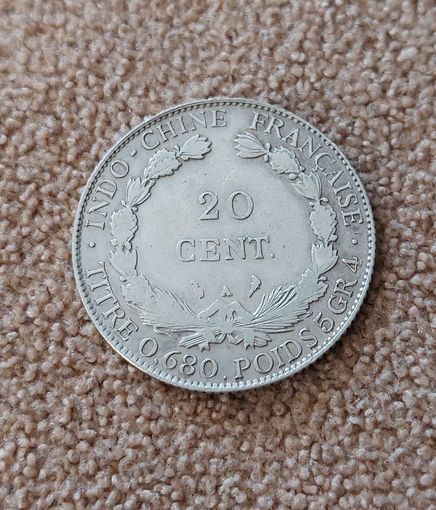 · INDO-CHINE FRANÇAISE ·
20
CENT.
TITRE 0,680. POIDS 5 GR 4